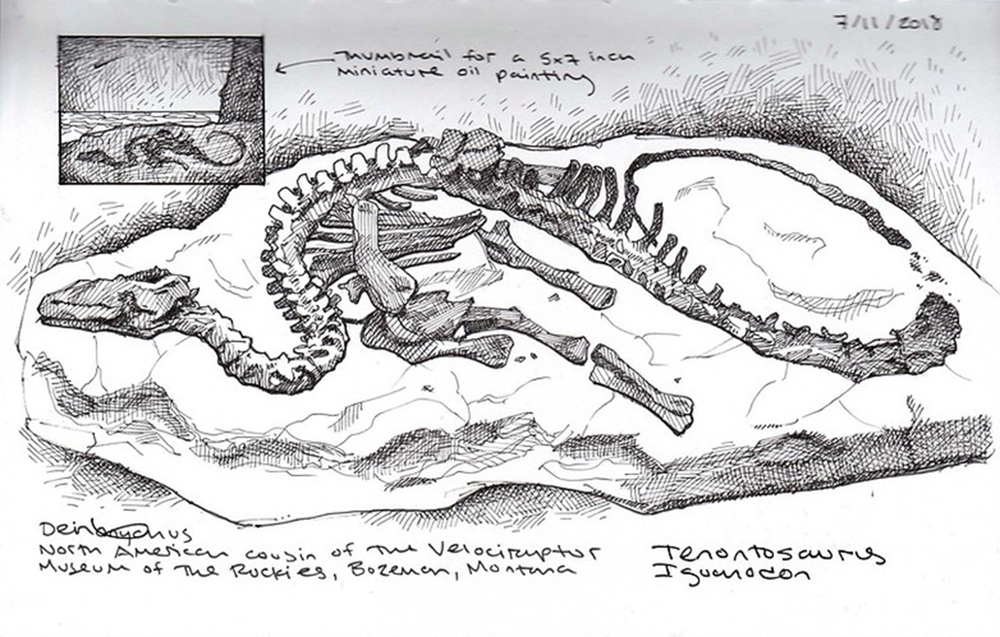 7/11/2018
Thumbnail for a 5x7 inch
miniature oil painting
North American cousin of the Velociraptor
Museum of The Rockies, Bozeman, Montana
Tenontosaurus
Iguanodon